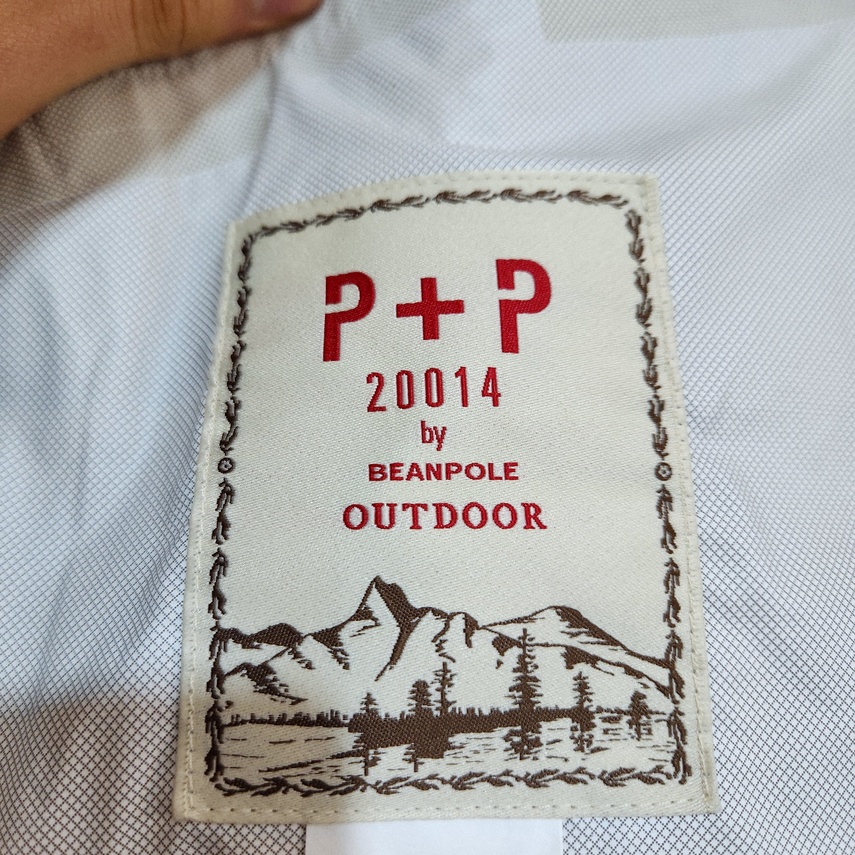 P+P
20014
by
BEANPOLE
OUTDOOR